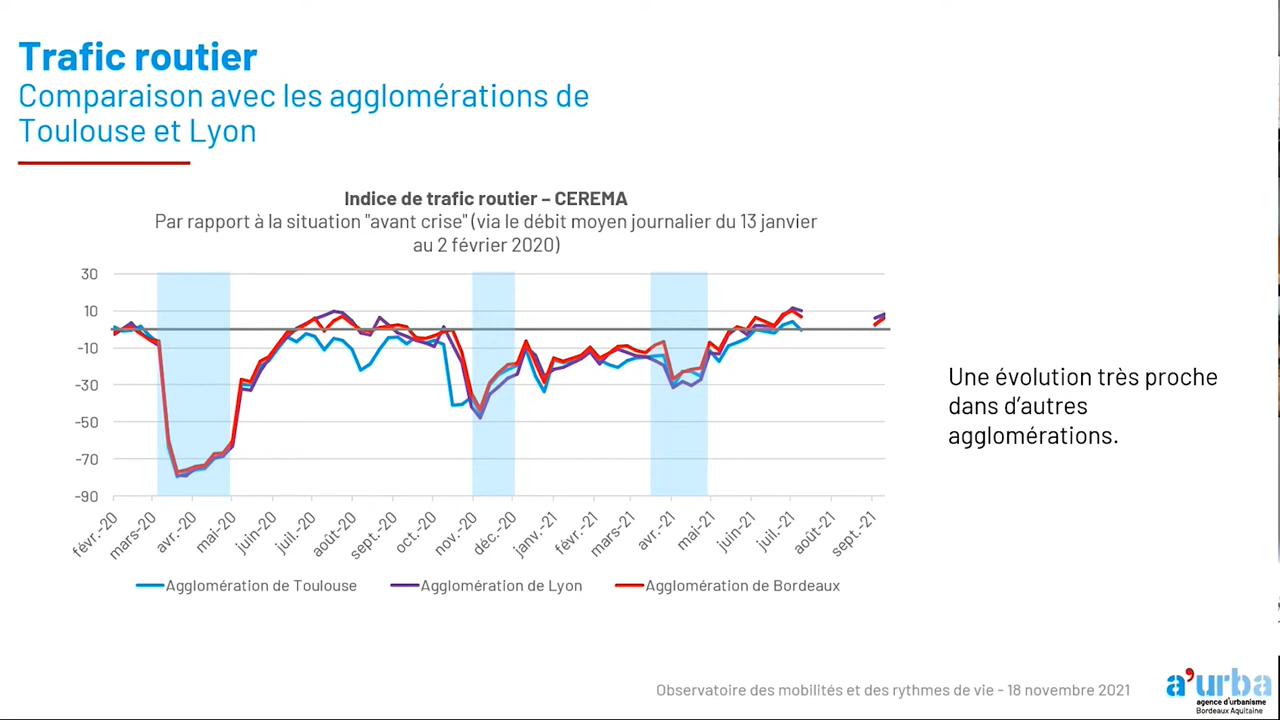 Trafic routier
Comparaison avec les agglomérations de
Toulouse et Lyon
Indice de trafic routier – CEREMA
Par rapport à la situation "avant crise" (via le débit moyen journalier du 13 janvier
au 2 février 2020)
30
10
-10
-30
-50
-70
-90
févr.-20
mars-20
avr.-20
mai-20
juin-20
juil.-20
août-20
sept.-20
oct.-20
nov.-20
déc.-20
janv.-21
févr.-21
mars-21
avr.-21
mai-21
juin-21
juil.-21
août-21
sept.-21
Agglomération de Toulouse
Agglomération de Lyon
Agglomération de Bordeaux
Une évolution très proche
dans d'autres
agglomérations.
Observatoire des mobilités et des rythmes de vie - 18 novembre 2021
a'urba
agence d'urbanisme
Bordeaux Aquitaine